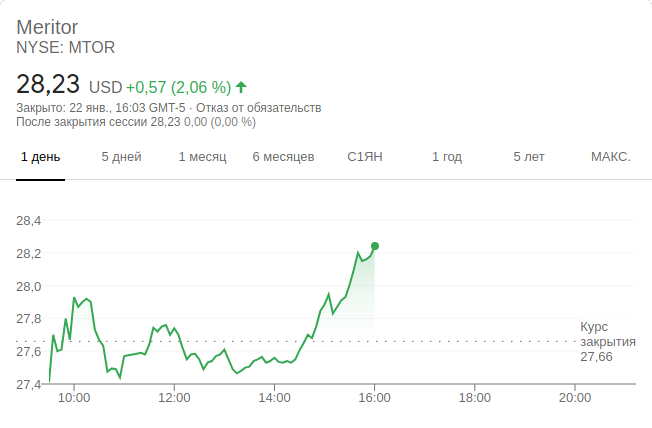 Meritor
NYSE: MTOR
28,23 USD +0,57 (2,06 %)
Закрыто: 22 янв., 16:03 GMT-5 · Отказ от обязательств
После закрытия сессии 28,23 0,00 (0,00 %)
1 день 5 дней 1 месяц 6 месяцев С1ЯН 1 год 5 лет МАКС.
28,4
28,2
28,0
27,8
27,6
27,4
Курс
закрытия
27,66
10:00 12:00 14:00 16:00 18:00 20:00